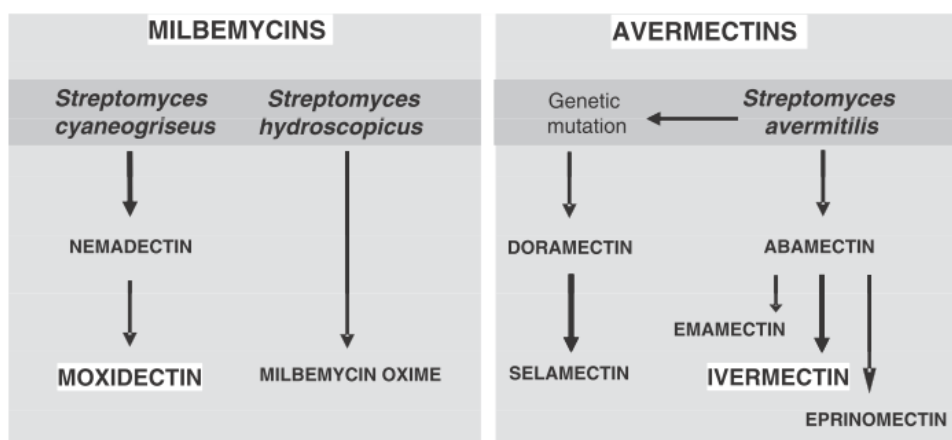 MILBEMYCINS
Streptomyces
cyaneogriseus
Streptomyces
hydroscopicus
NEMADECTIN
MOXIDECTIN
MILBEMYCIN OXIME
AVERMECTINS
Genetic
mutation
Streptomyces
avermitilis
DORAMECTIN
ABAMECTIN
EMAMECTIN
SELAMECTIN
IVERMECTIN
EPRINOMECTIN